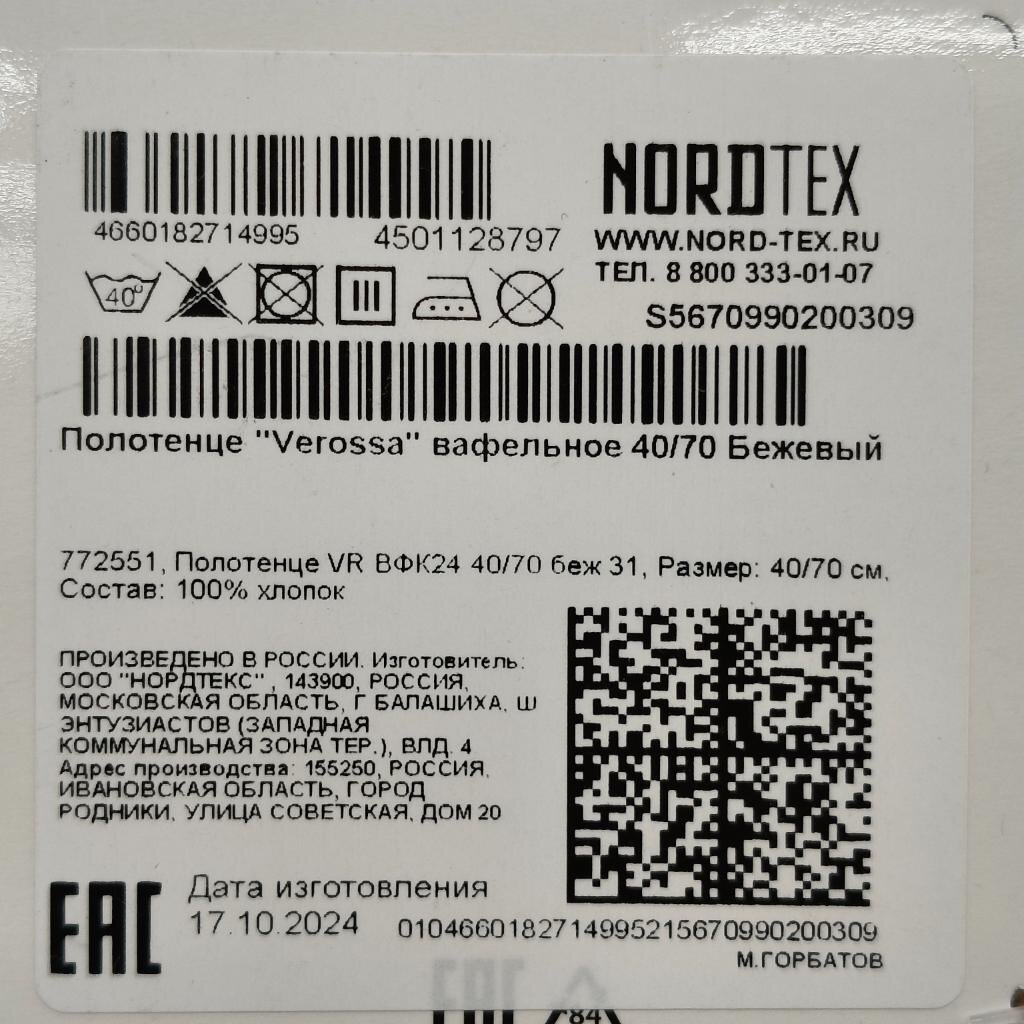 NORDTEX
4660182714995 4501128797
WWW.NORD-TEX.RU
ТЕЛ. 8 800 333-01-07
40°
S5670990200309
Полотенце "Verossa" вафельное 40/70 Бежевый
772551, Полотенце VR ВФК24 40/70 беж 31, Размер: 40/70 см,
Состав: 100% хлопок
ПРОИЗВЕДЕНО В РОССИИ. Изготовитель:
ООО "НОРДТЕКС" , 143900, РОССИЯ,
МОСКОВСКАЯ ОБЛАСТЬ, Г БАЛАШИХА, Ш
ЭНТУЗИАСТОВ (ЗАПАДНАЯ
КОММУНАЛЬНАЯ ЗОНА ТЕР.), ВЛД. 4
Адрес производства: 155250, РОССИЯ,
ИВАНОВСКАЯ ОБЛАСТЬ, ГОРОД
РОДНИКИ, УЛИЦА СОВЕТСКАЯ, ДОМ 20
EAC
Дата изготовления
17.10.2024
0104660182714995215670990200309
М.ГОРБАТОВ
EAC
84